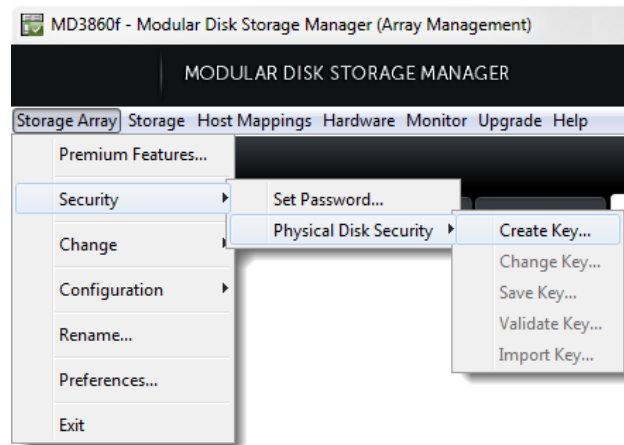 MD3860f - Modular Disk Storage Manager (Array Management)
MODULAR DISK STORAGE MANAGER
Storage Array Storage Host Mappings Hardware Monitor Upgrade Help
Premium Features...
Security
Set Password...
Physical Disk Security
Create Key...
Change Key...
Save Key...
Validate Key...
Import Key...
Change
Configuration
Rename...
Preferences...
Exit